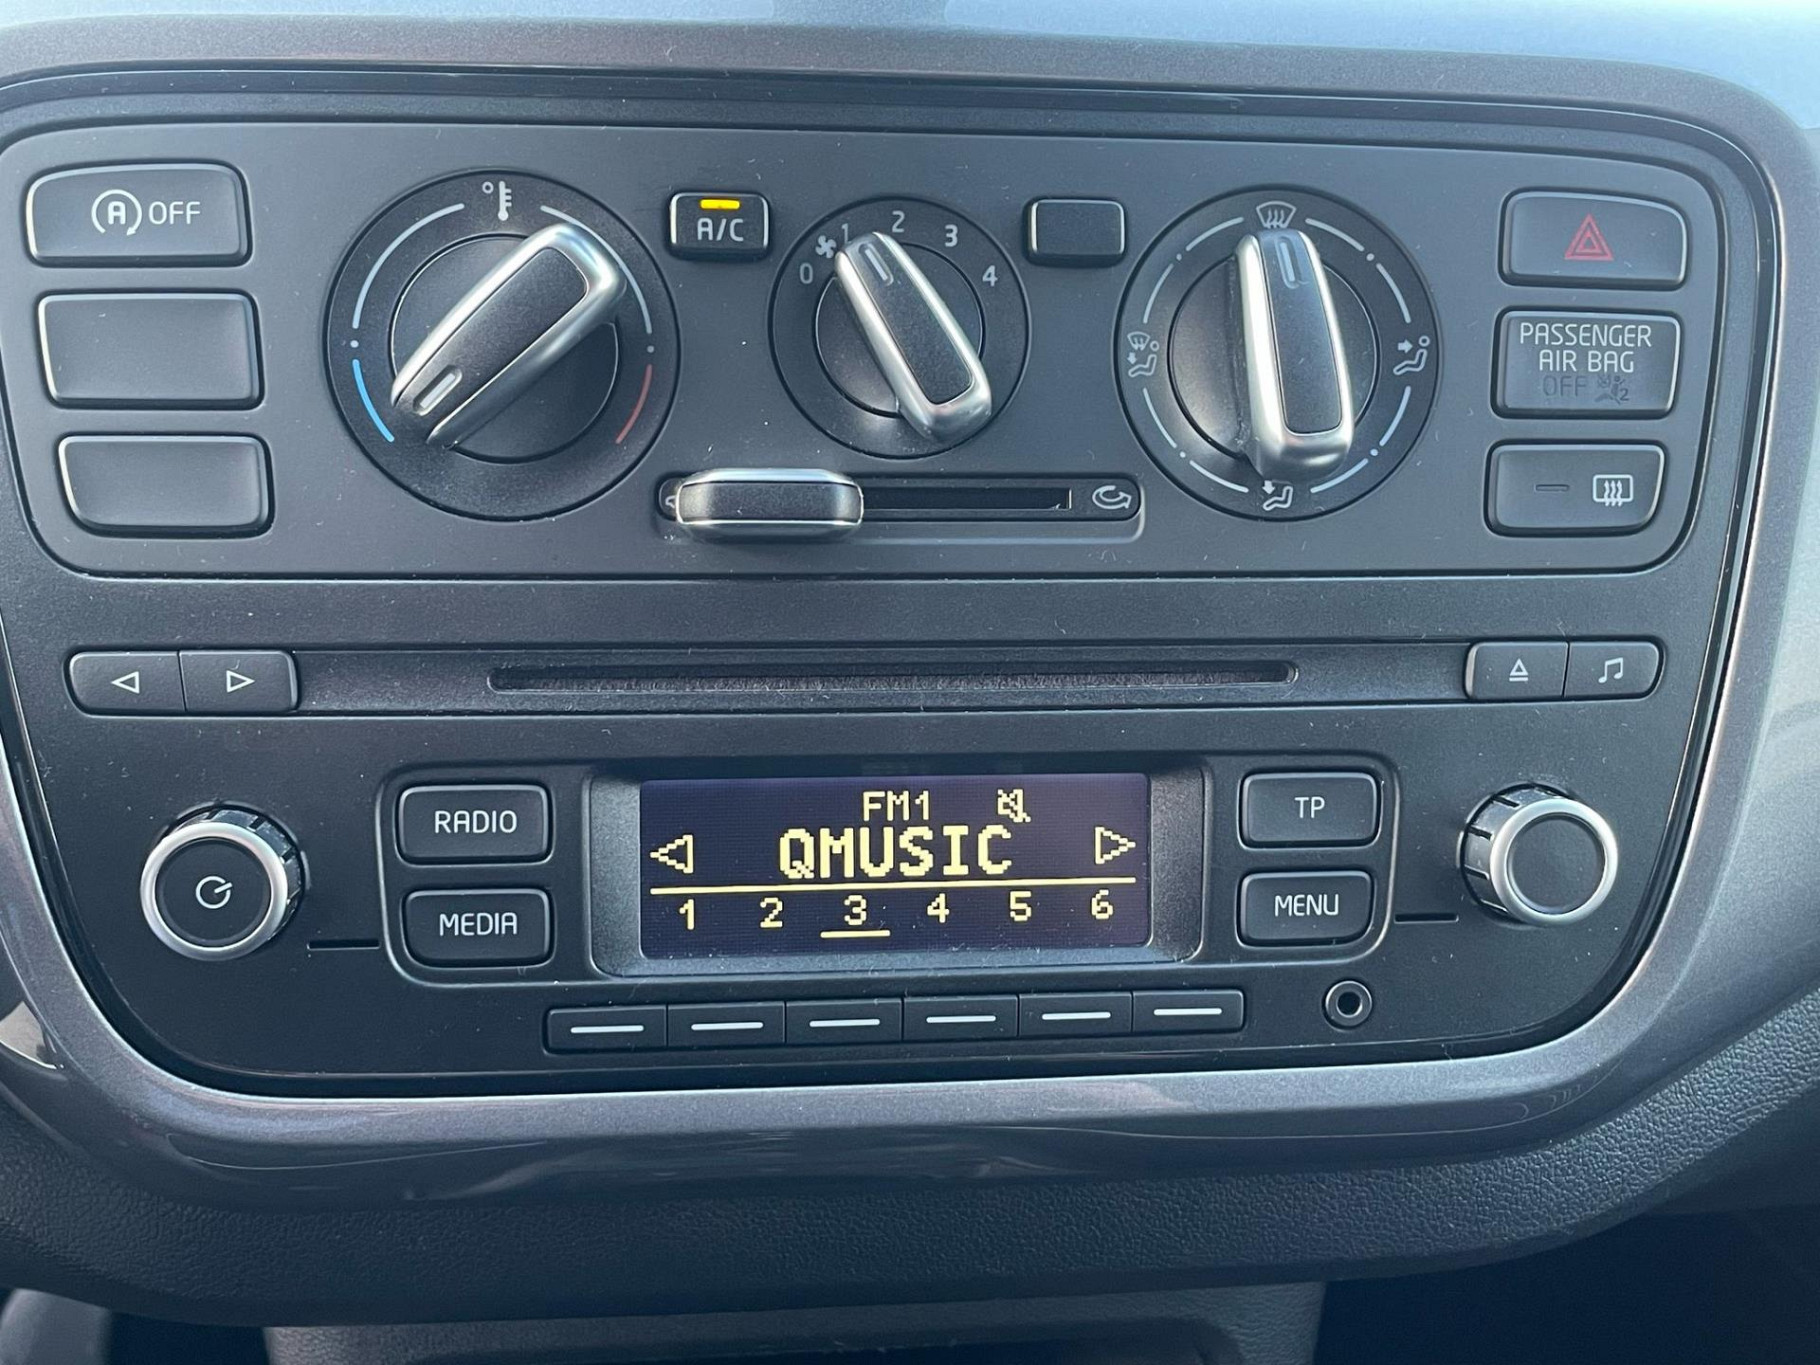 A OFF
A/C
0 1 2 3 4
PASSENGER
AIR BAG
OFF 2
RADIO
MEDIA
FM1
QMUSIC
1 2 3 4 5 6
TP
MENU